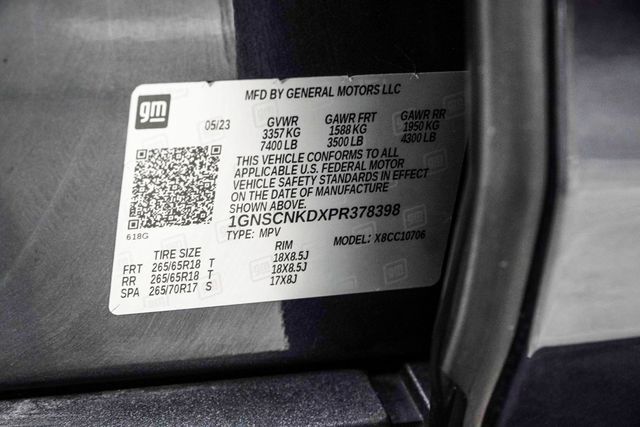 MFD BY GENERAL MOTORS LLC
gm
05/23 GVWR GAWR FRT GAWR RR
3357 KG 1588 KG 1950 KG
7400 LB 3500 LB 4300 LB
THIS VEHICLE CONFORMS TO ALL
APPLICABLE U.S. FEDERAL MOTOR
VEHICLE SAFETY STANDARDS IN EFFECT
ON THE DATE OF MANUFACTURE
SHOWN ABOVE.
1GNSCNKDXPR378398
618G
TYPE: MPV MODEL: X8CC10706
TIRE SIZE RIM
FRT 265/65R18 T 18X8.5J
RR 265/65R18 T 18X8.5J
SPA 265/70R17 S 17X8J